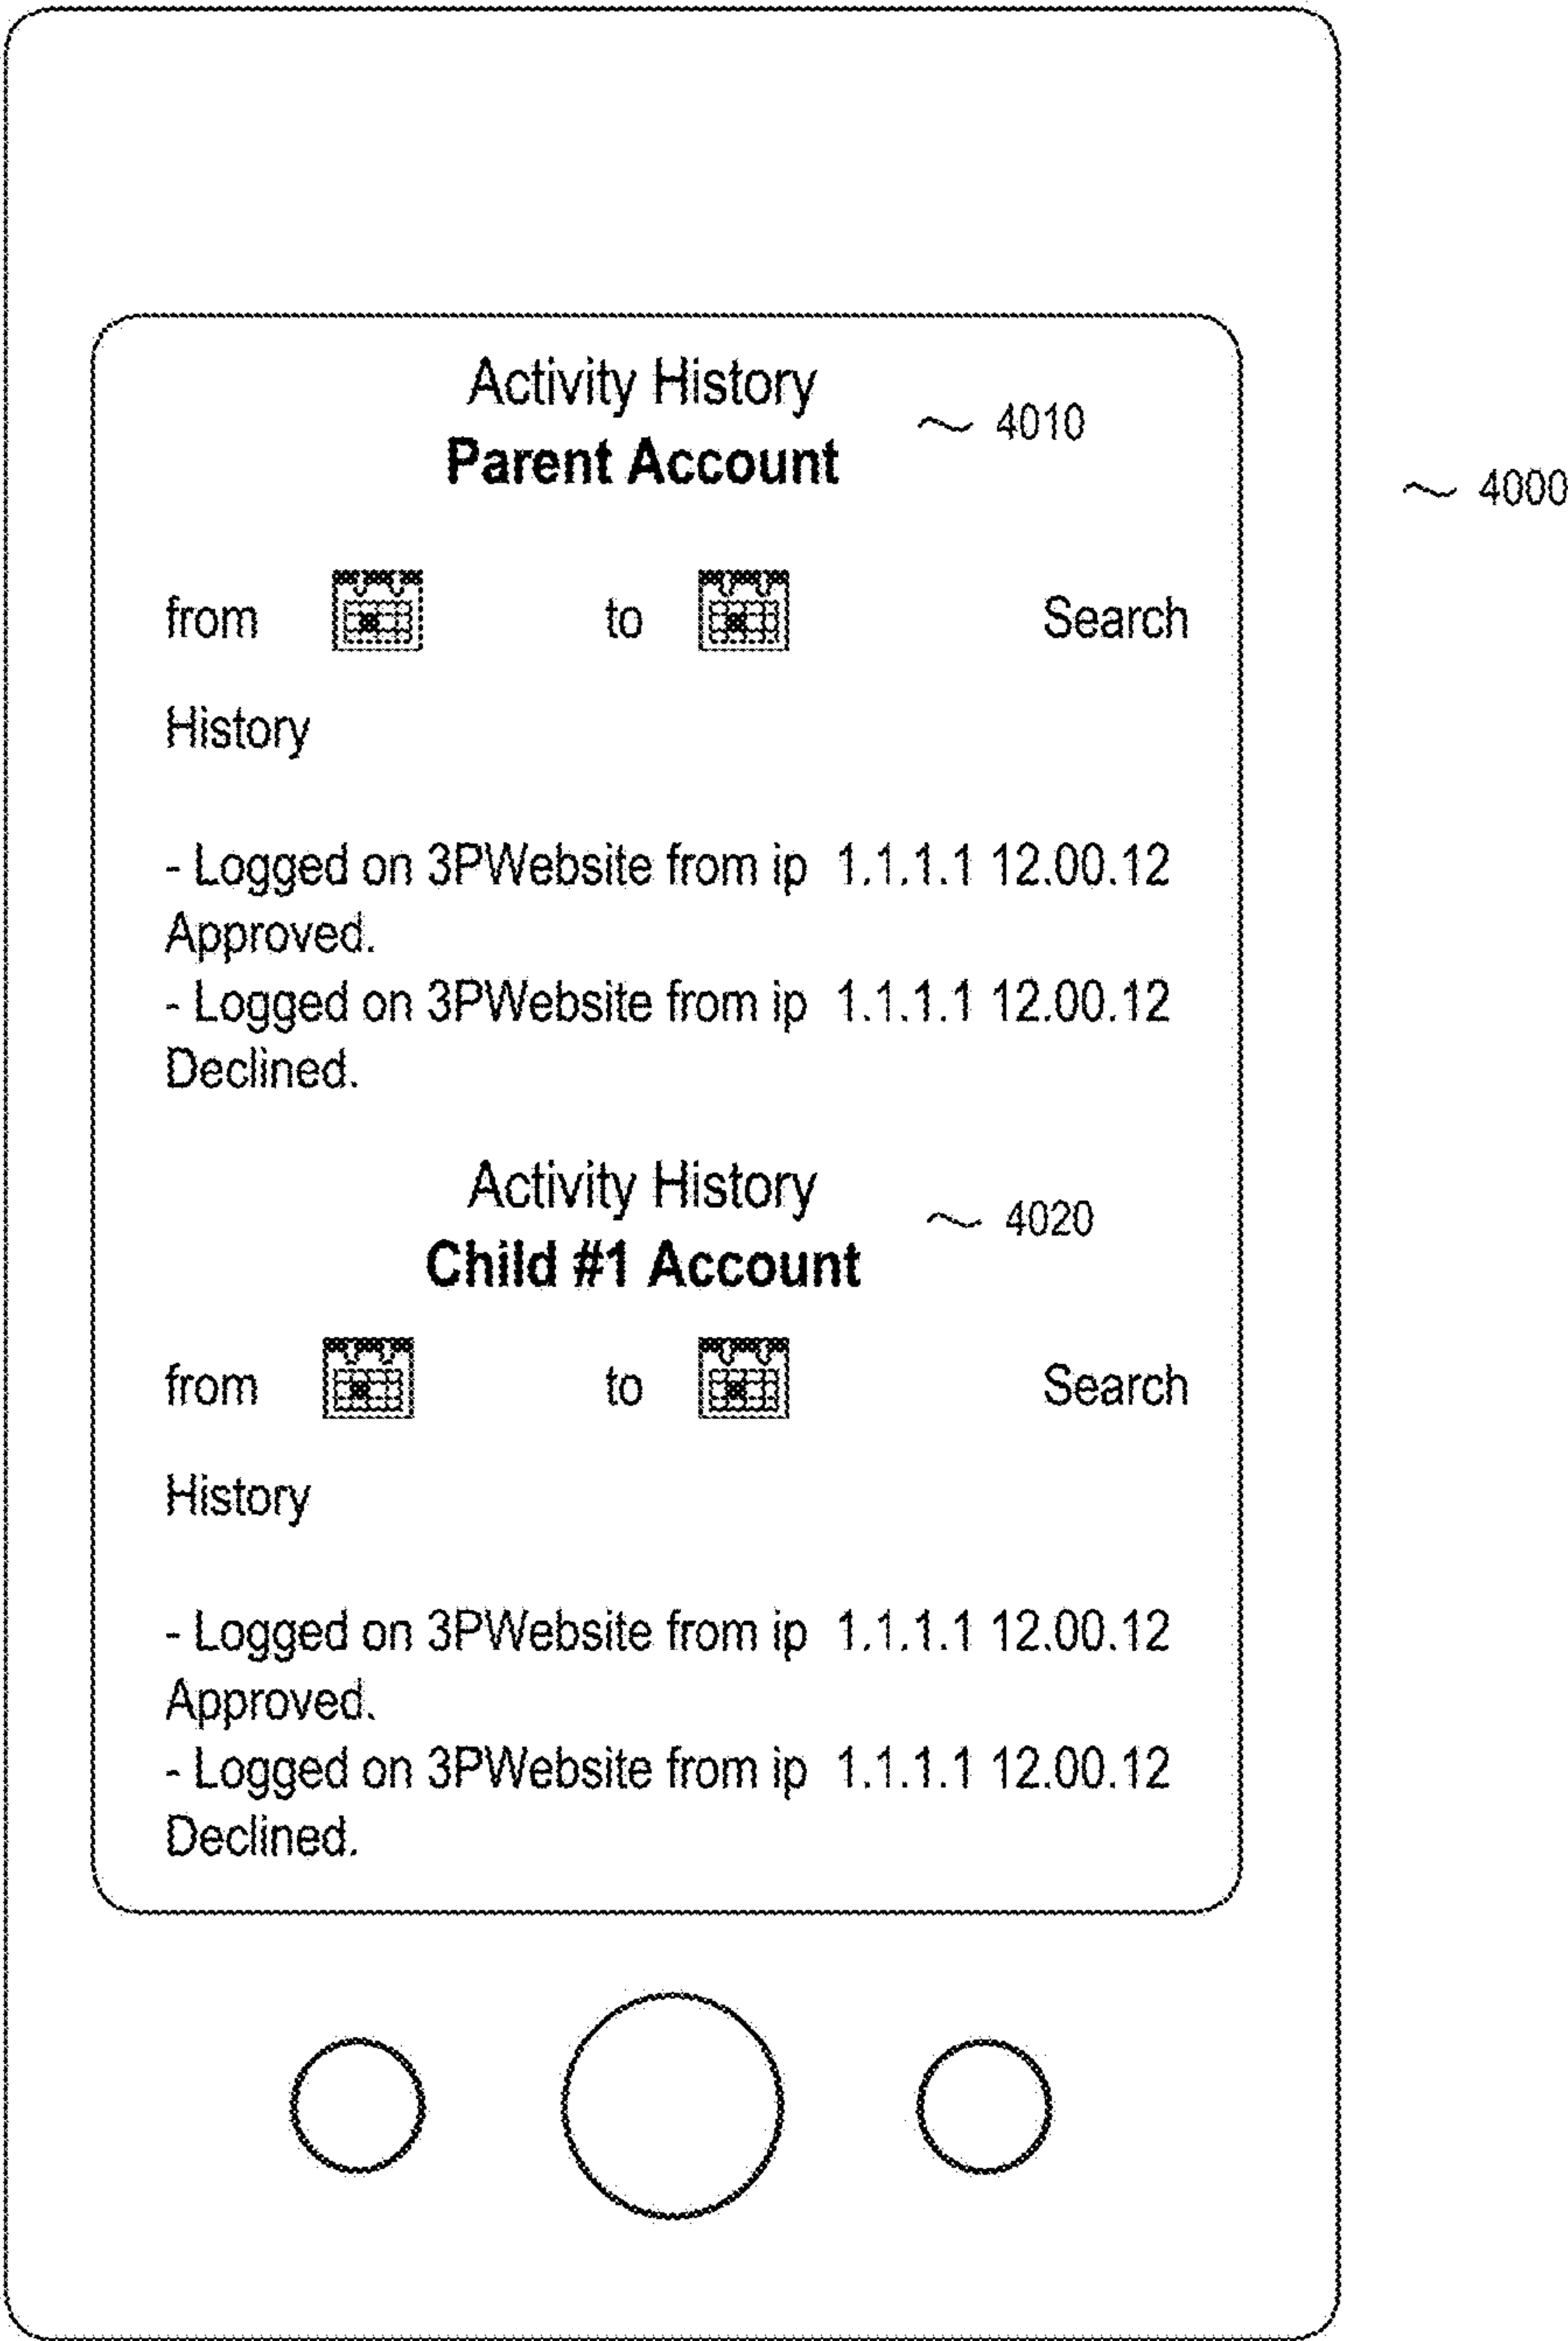 Activity History
Parent Account
4010
4000
from to Search
History
- Logged on 3PWebsite from ip 1.1.1.1 12.00.12
Approved.
- Logged on 3PWebsite from ip 1.1.1.1 12.00.12
Declined.
Activity History
Child #1 Account
4020
from to Search
History
- Logged on 3PWebsite from ip 1.1.1.1 12.00.12
Approved.
- Logged on 3PWebsite from ip 1.1.1.1 12.00.12
Declined.